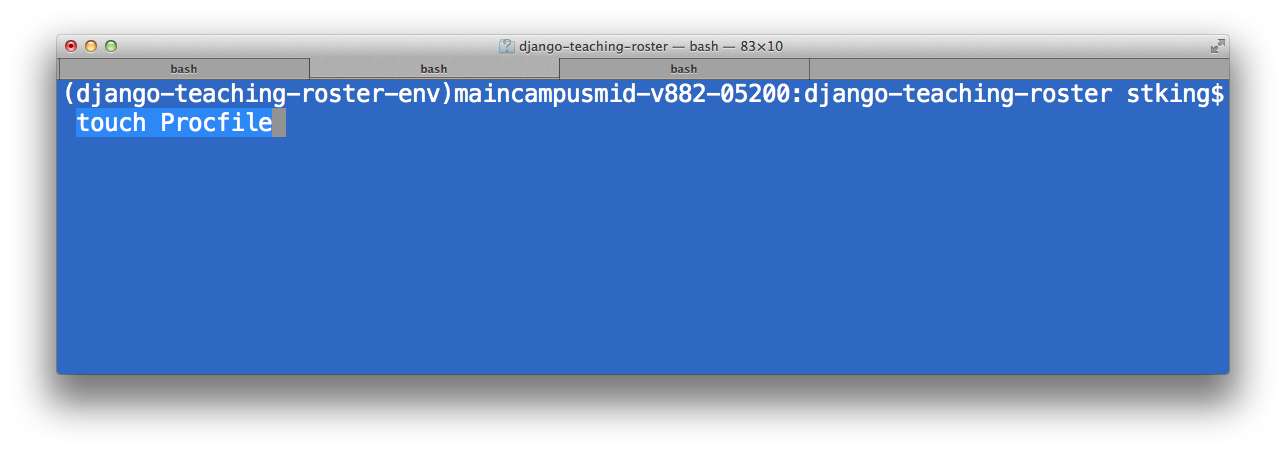 django-teaching-roster — bash — 83×10
bash bash bash
(django-teaching-roster-env)maincampusmid-v882-05200:django-teaching-roster stking$
touch Procfile